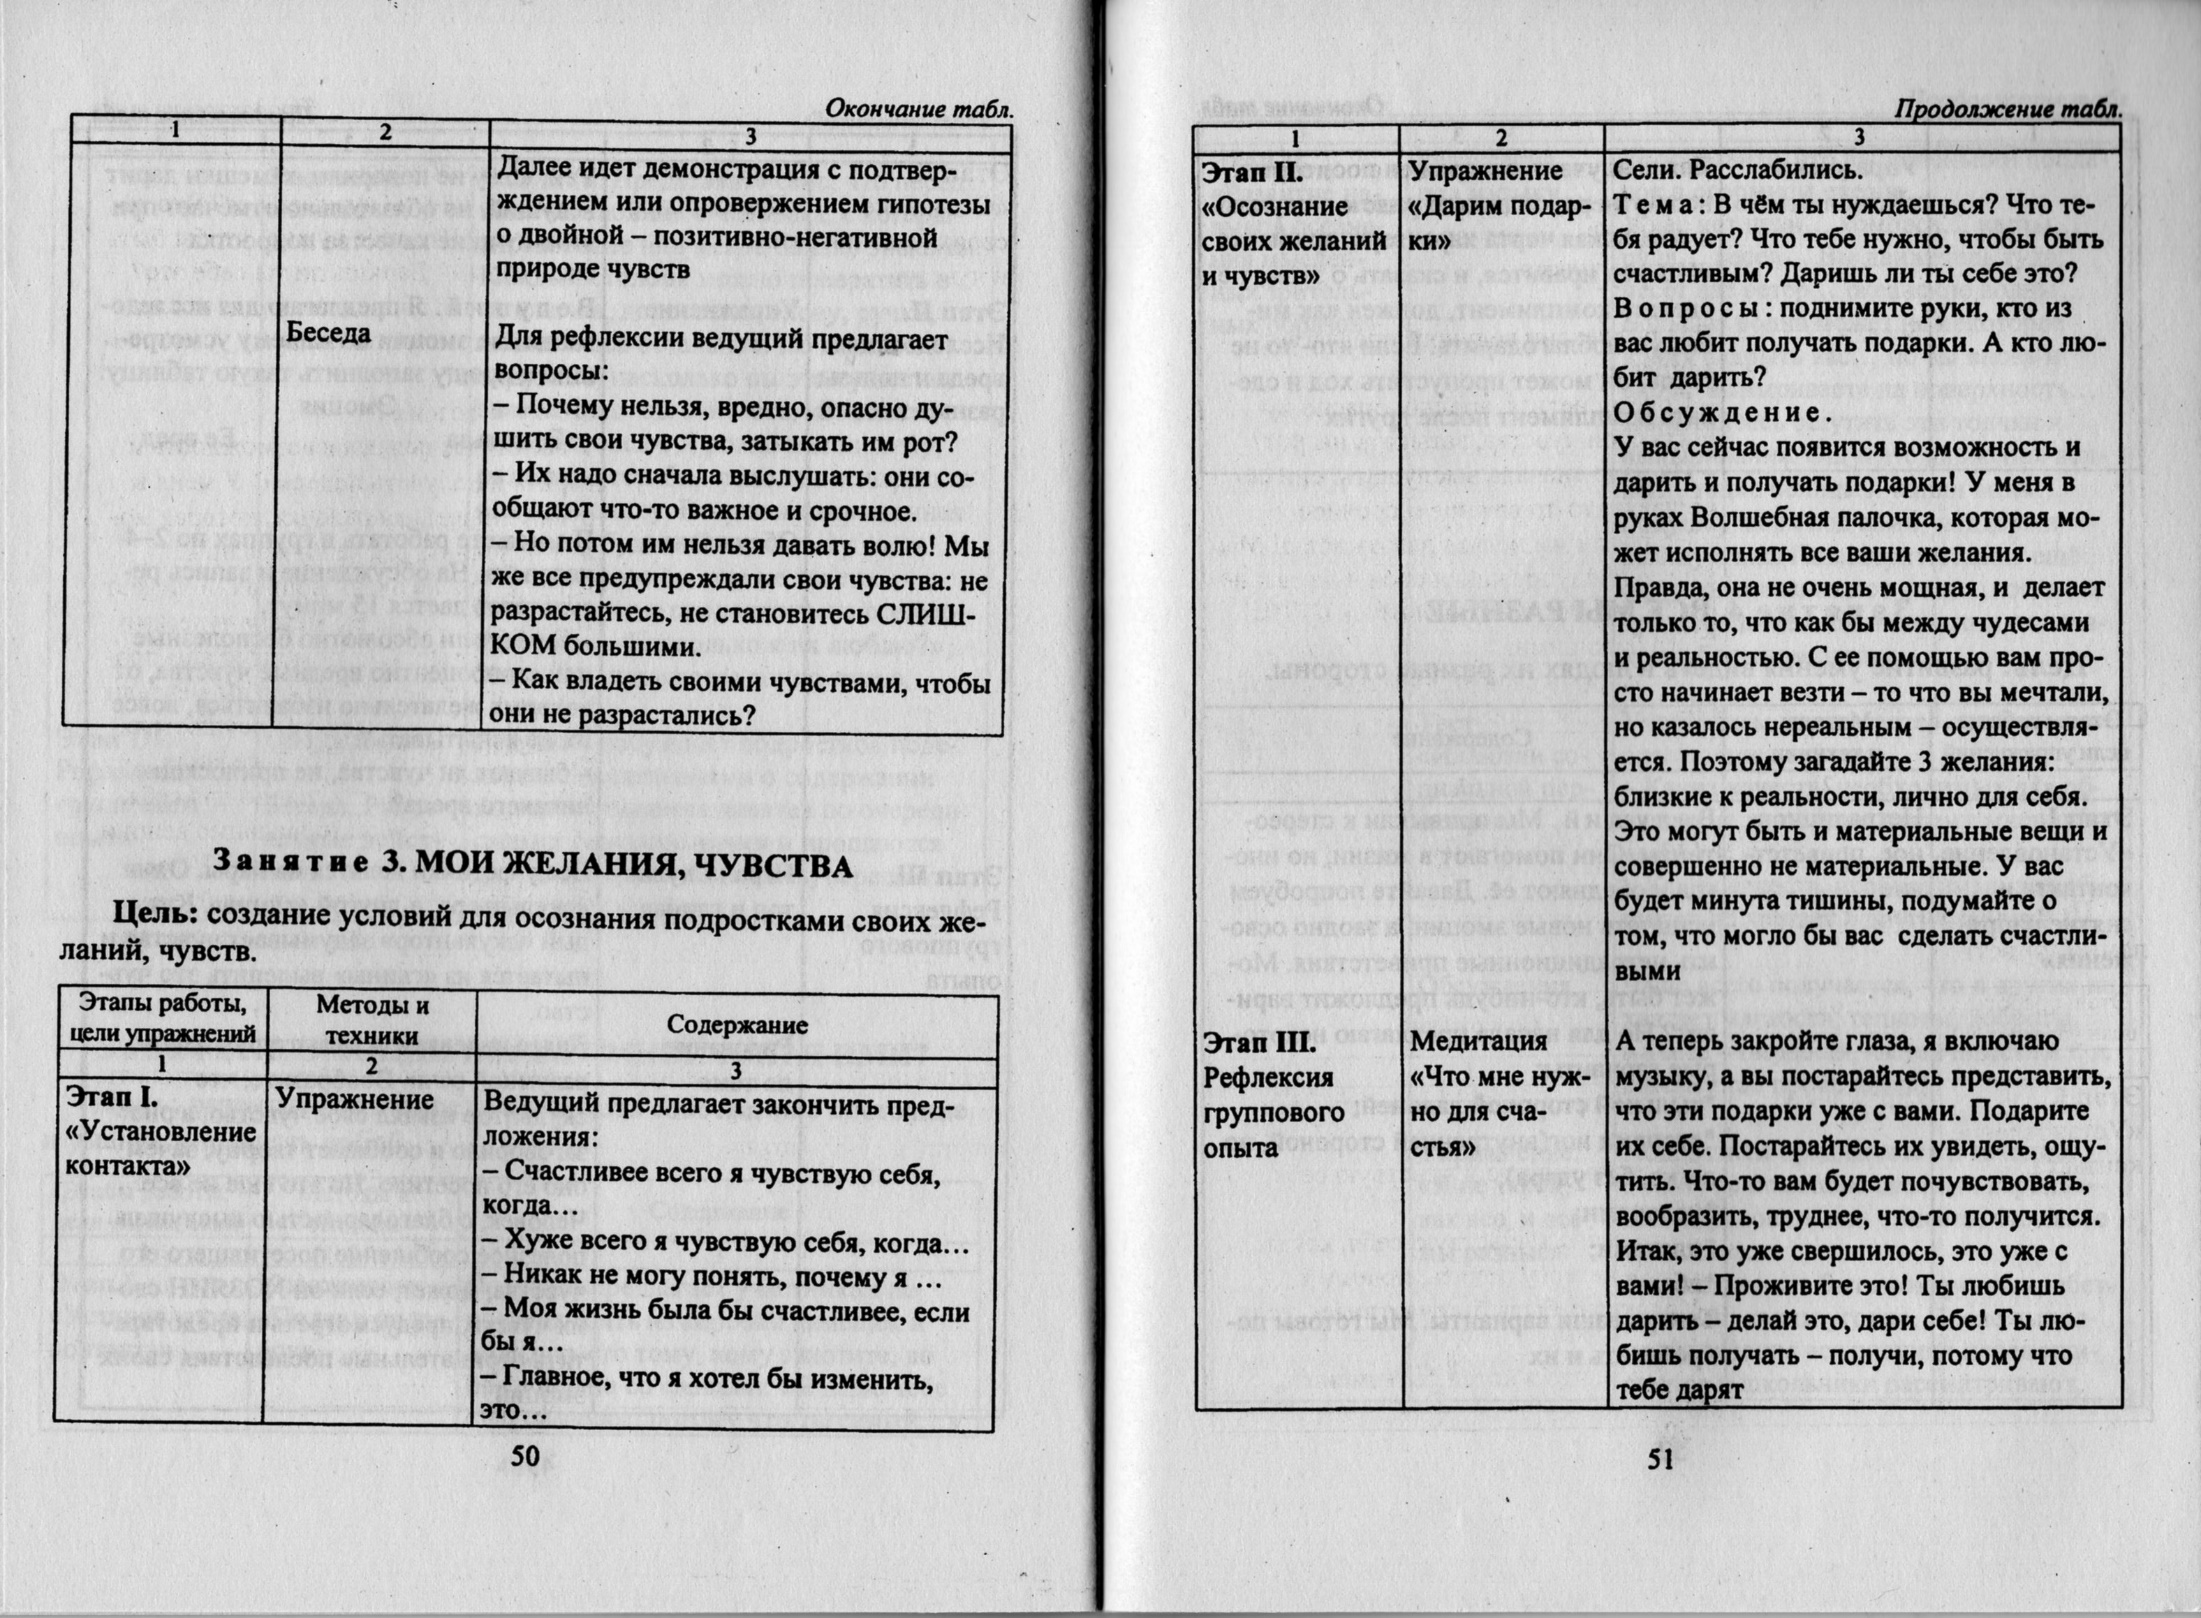 Окончание табл.
1 2 3
Далее идет демонстрация с подтвер-
ждением или опровержением гипотезы
о двойной – позитивно-негативной
природе чувств
Беседа
Для рефлексии ведущий предлагает
вопросы:
– Почему нельзя, вредно, опасно ду-
шить свои чувства, затыкать им рот?
– Их надо сначала выслушать: они со-
общают что-то важное и срочное.
– Но потом им нельзя давать волю! Мы
же все предупреждали свои чувства: не
разрастайтесь, не становитесь СЛИШ-
КОМ большими.
– Как владеть своими чувствами, чтобы
они не разрастались?
Занятие 3. МОИ ЖЕЛАНИЯ, ЧУВСТВА
Цель: создание условий для осознания подростками своих же-
ланий, чувств.
Этапы работы,
цели упражнений
Методы и
техники
Содержание
1 2 3
Этап I.
«Установление
контакта»
Упражнение
Ведущий предлагает закончить пред-
ложения:
– Счастливее всего я чувствую себя,
когда…
– Хуже всего я чувствую себя, когда…
– Никак не могу понять, почему я …
– Моя жизнь была бы счастливее, если
бы я…
– Главное, что я хотел бы изменить,
это…
50
Продолжение табл.
1 2 3
Этап II.
«Осознание
своих желаний
и чувств»
Упражнение
«Дарим подар-
ки»
Сели. Расслабились.
Тема: В чём ты нуждаешься? Что те-
бя радует? Что тебе нужно, чтобы быть
счастливым? Даришь ли ты себе это?
Вопросы: поднимите руки, кто из
вас любит получать подарки. А кто лю-
бит дарить?
Обсуждение.
У вас сейчас появится возможность и
дарить и получать подарки! У меня в
руках Волшебная палочка, которая мо-
жет исполнять все ваши желания.
Правда, она не очень мощная, и делает
только то, что как бы между чудесами
и реальностью. С ее помощью вам про-
сто начинает везти – то что вы мечтали,
но казалось нереальным – осуществля-
ется. Поэтому загадайте 3 желания:
близкие к реальности, лично для себя.
Это могут быть и материальные вещи и
совершенно не материальные. У вас
будет минута тишины, подумайте о
том, что могло бы вас сделать счастли-
выми
Этап III.
Рефлексия
группового
опыта
Медитация
«Что мне нуж-
но для сча-
стья»
А теперь закройте глаза, я включаю
музыку, а вы постарайтесь представить,
что эти подарки уже с вами. Подарите
их себе. Постарайтесь их увидеть, ощу-
тить. Что-то вам будет почувствовать,
вообразить, труднее, что-то получится.
Итак, это уже свершилось, это уже с
вами! – Проживите это! Ты любишь
дарить – делай это, дари себе! Ты лю-
бишь получать – получи, потому что
тебе дарят
51